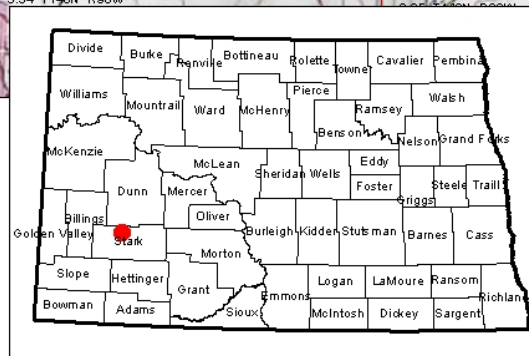 Divide Burke Renville Bottineau Rolette Towner Cavalier Pembina
Williams Mountrail Ward McHenry Pierce Ramsey Walsh
Benson Nelson Grand Forks
McKenzie McLean Sheridan Wells Eddy
Dunn Mercer Foster Griggs Steele Traill
Billings Oliver
Golden Valley Stark Burleigh Kidder Stutsman Barnes Cass
Morton
Slope Hettinger Grant Logan LaMoure Ransom
Emmons Richland
Bowman Adams Sioux McIntosh Dickey Sargent